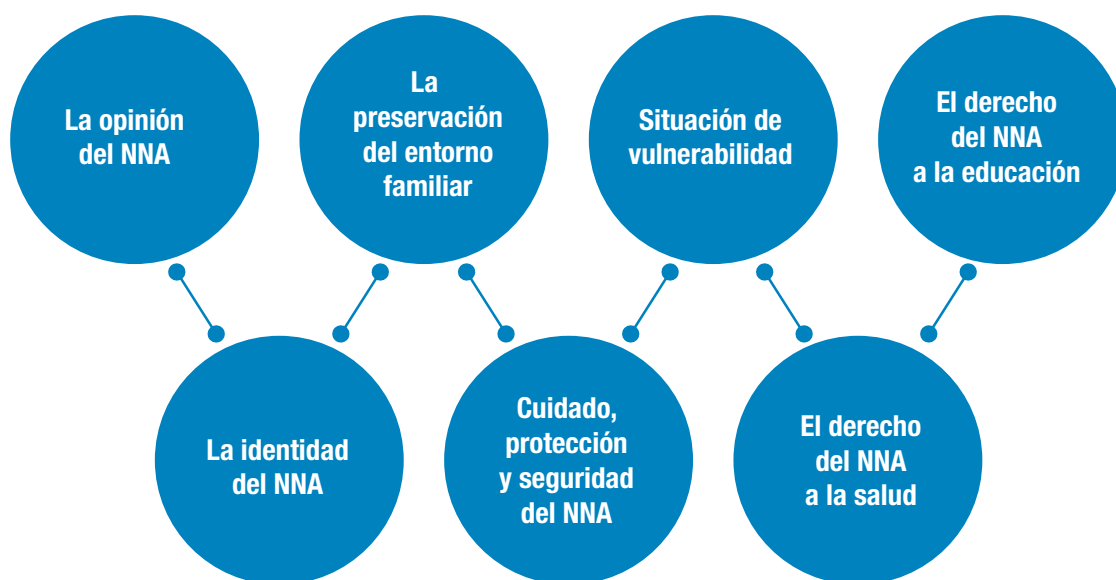 La opinión
del NNA
La
preservación
del entorno
familiar
Situación de
vulnerabilidad
El derecho
del NNA
a la educación
La identidad
del NNA
Cuidado,
protección
y seguridad
del NNA
El derecho
del NNA
a la salud